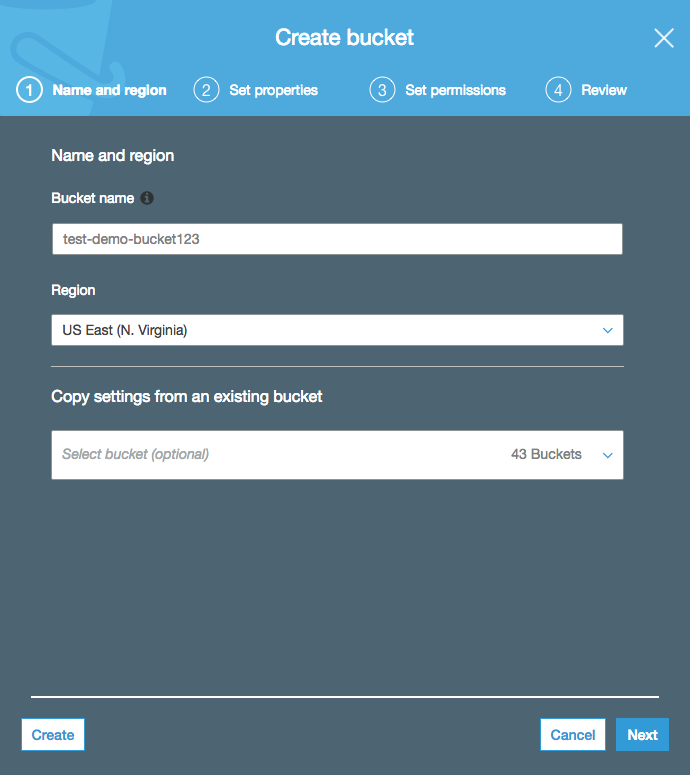 Create bucket
1 Name and region 2 Set properties 3 Set permissions 4 Review
Name and region
Bucket name
test-demo-bucket123
Region
US East (N. Virginia)
Copy settings from an existing bucket
Select bucket (optional) 43 Buckets
Create Cancel Next